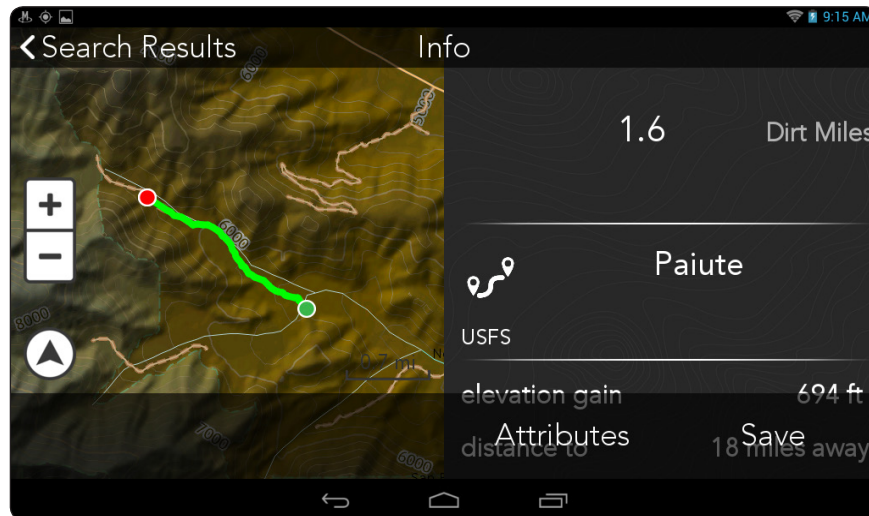 9:15 AM
Search Results
Info
6000
5000
1.6
Dirt Miles
6000
Paiute
USFS
8000
elevation gain
694 ft
Attributes
Save
distance to
18 miles away
7000
6000